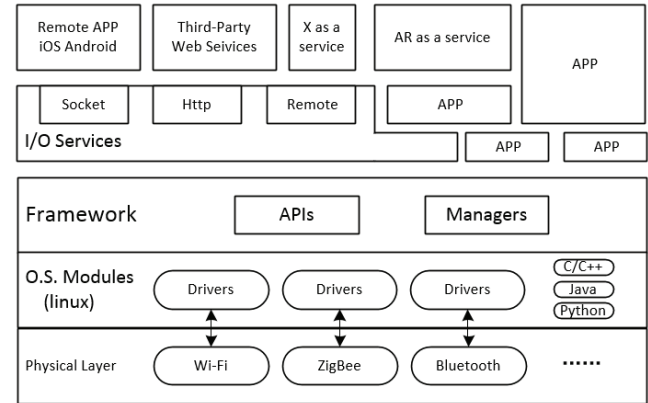 Remote APP
iOS Android
Third-Party
Web Seivices
X as a
service
AR as a service
APP
Socket
Http
Remote
APP
I/O Services
APP
APP
Framework
APIs
Managers
O.S. Modules
(linux)
Drivers
Drivers
Drivers
C/C++
Java
Python
Physical Layer
Wi-Fi
ZigBee
Bluetooth
......